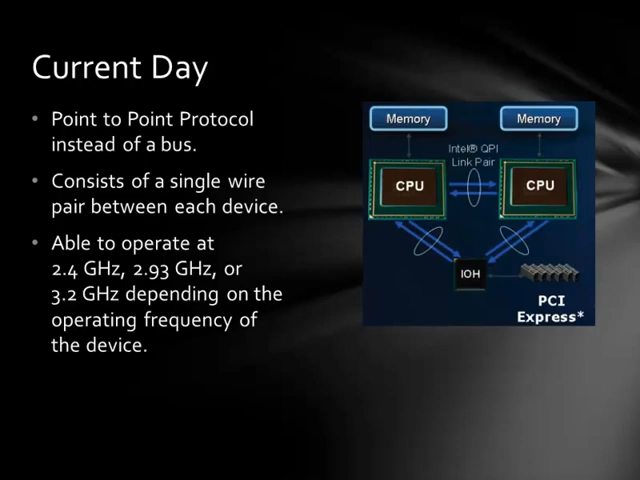 Current Day
• Point to Point Protocol
instead of a bus.
• Consists of a single wire
pair between each device.
• Able to operate at
2.4 GHz, 2.93 GHz, or
3.2 GHz depending on the
operating frequency of
the device.
Memory
Memory
Intel® QPI
Link Pair
CPU
CPU
IOH
PCI
Express*